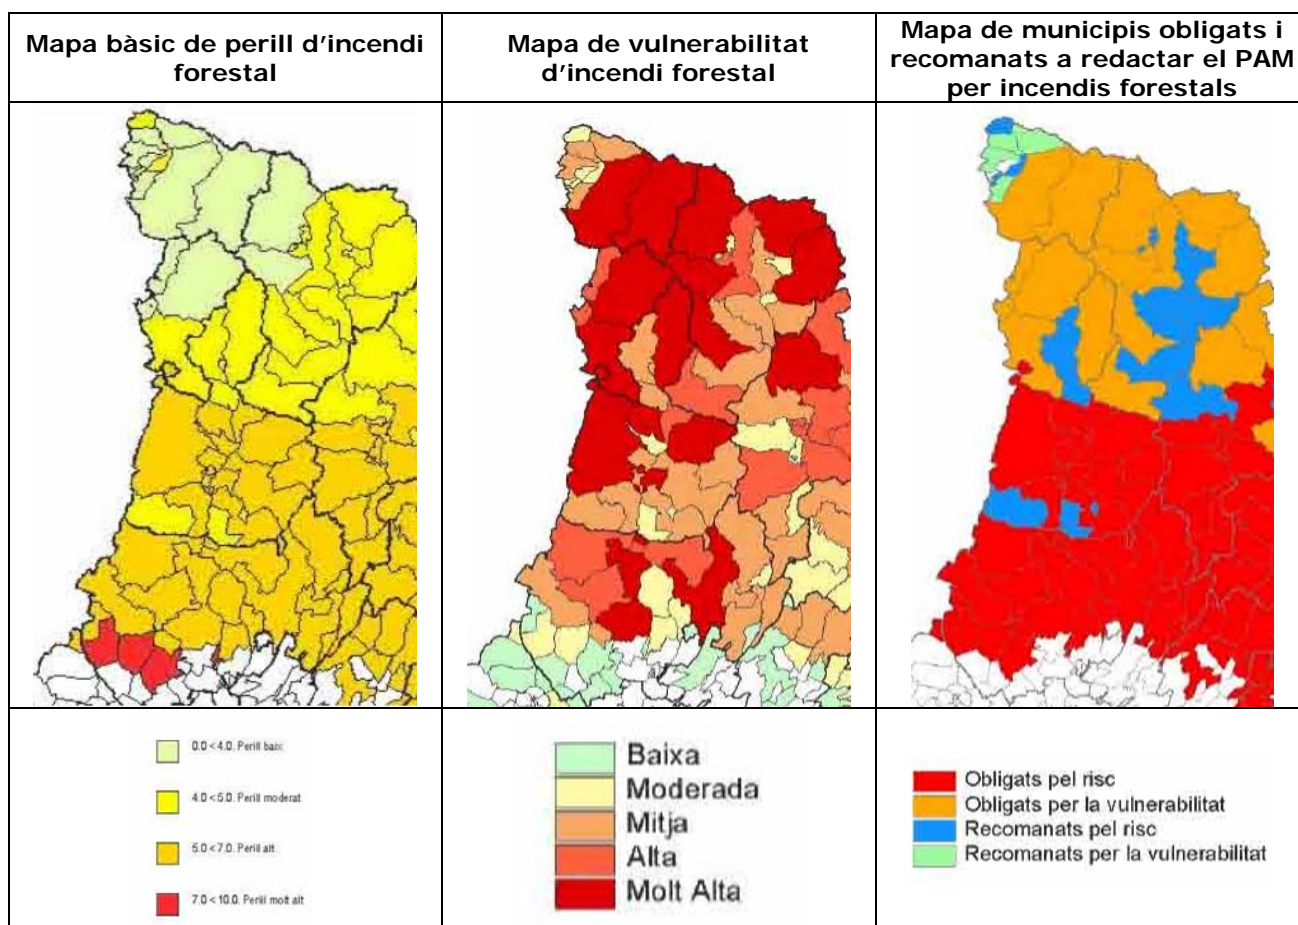 Mapa bàsic de perill d'incendi
forestal
Mapa de vulnerabilitat
d'incendi forestal
Mapa de municipis obligats i
recomanats a redactar el PAM
per incendis forestals
0.0 < 4.0. Perill baix
4.0 < 5.0. Perill moderat
5.0 < 7.0. Perill alt
7.0 < 10.0. Perill molt alt
Baixa
Moderada
Mitja
Alta
Molt Alta
Obligats pel risc
Obligats per la vulnerabilitat
Recomanats pel risc
Recomanats per la vulnerabilitat